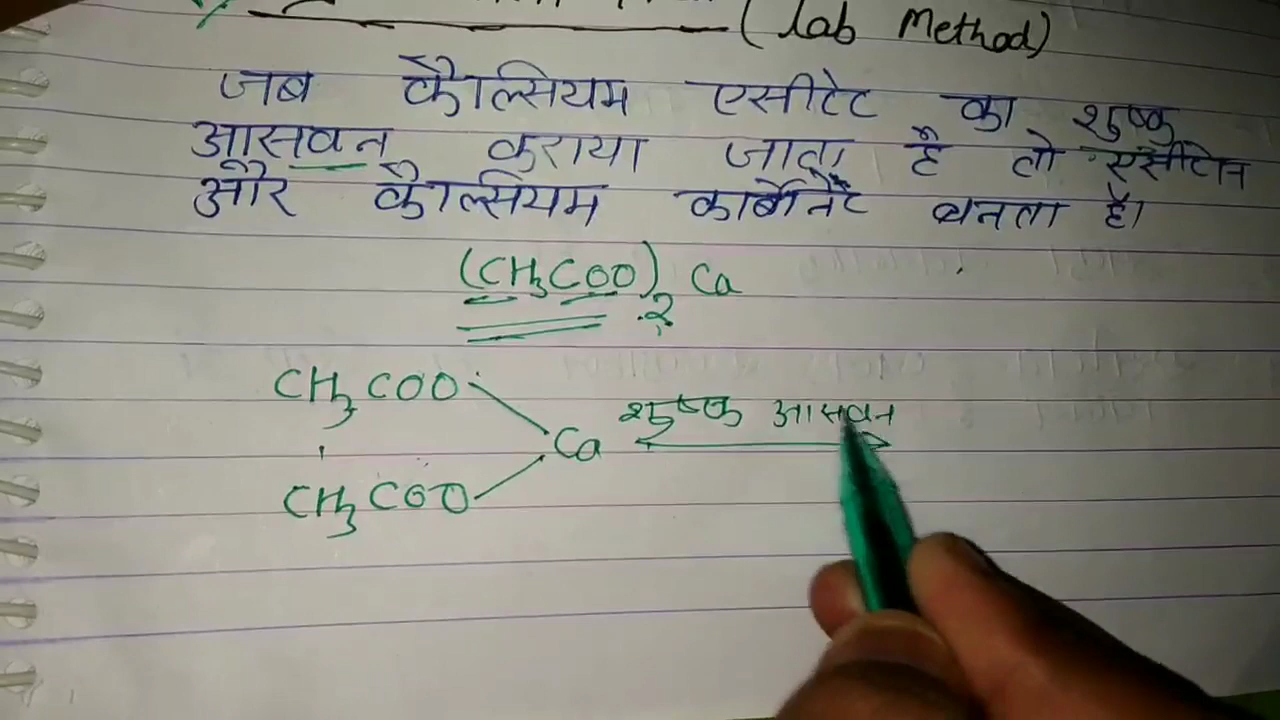 (Lab Method)
जब कैल्सियम एसीटेट का शुष्क
आसवन कराया जाता है तो एसीटोन
और कैल्सियम कार्बोनेट बनता है।
(CH3COO)2 Ca
CH3COO
Ca शुष्क आसवन
CH3COO